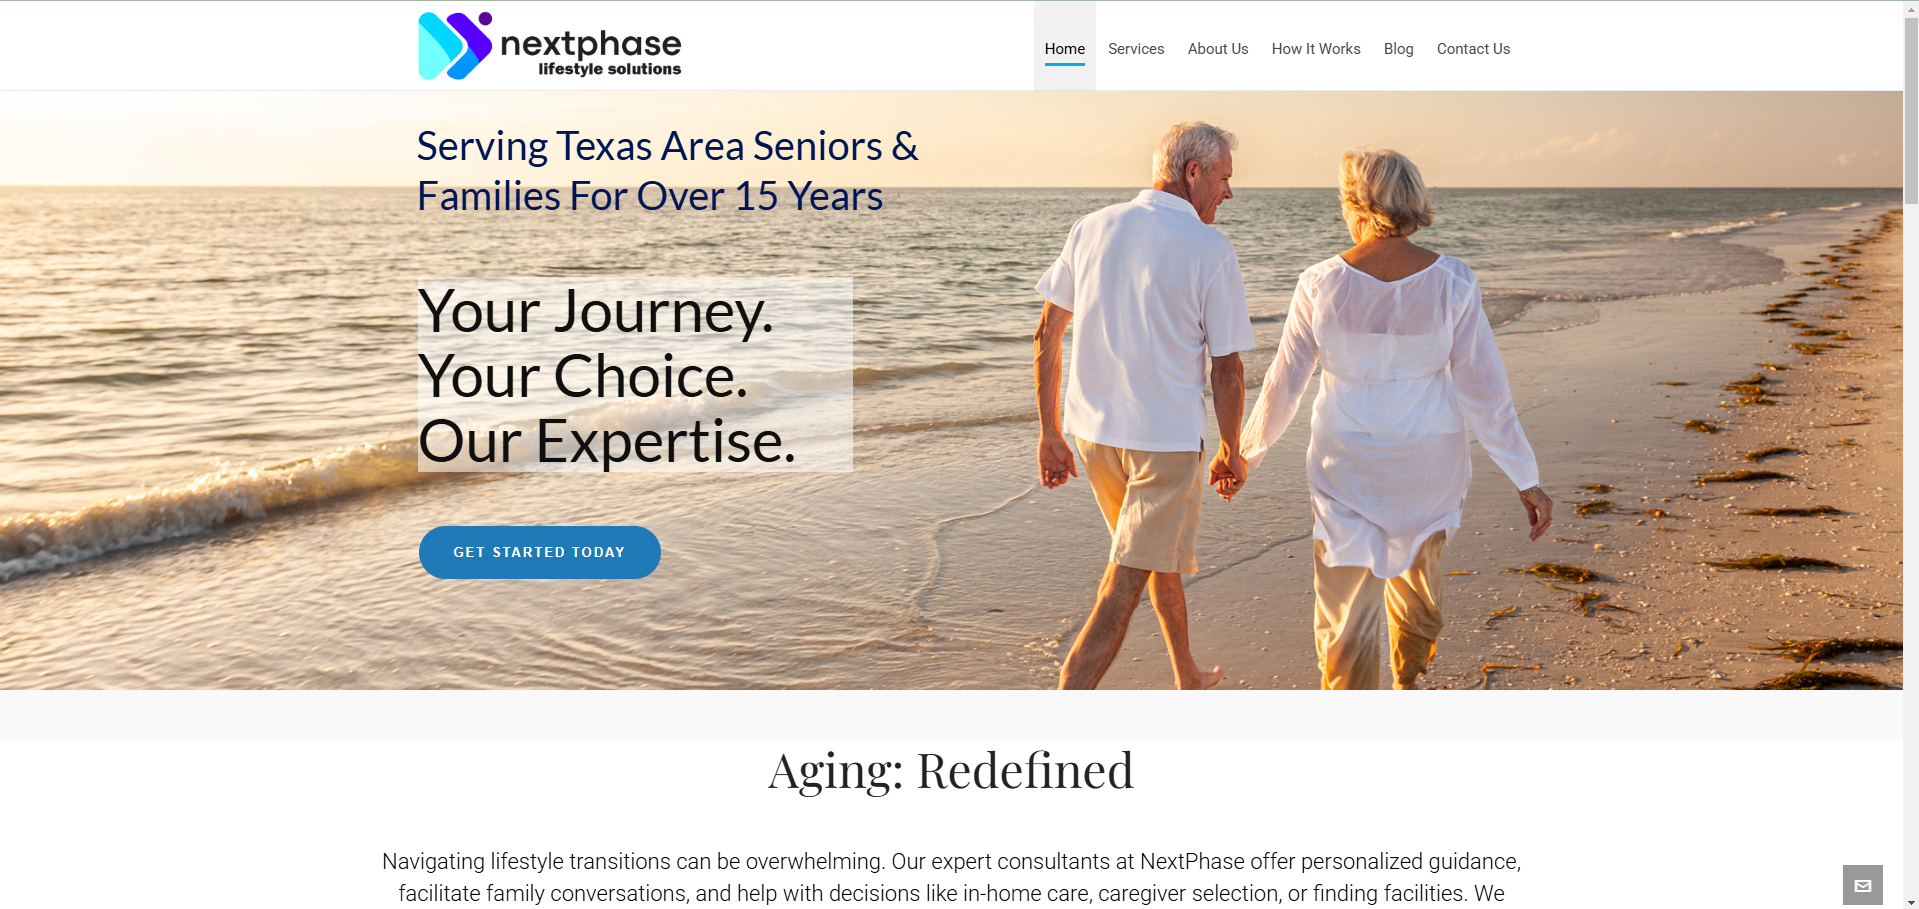 nextphase
lifestyle solutions
Home Services About Us How It Works Blog Contact Us
Serving Texas Area Seniors &
Families For Over 15 Years
Your Journey.
Your Choice.
Our Expertise.
GET STARTED TODAY
Aging: Redefined
Navigating lifestyle transitions can be overwhelming. Our expert consultants at NextPhase offer personalized guidance,
facilitate family conversations, and help with decisions like in-home care, caregiver selection, or finding facilities. We